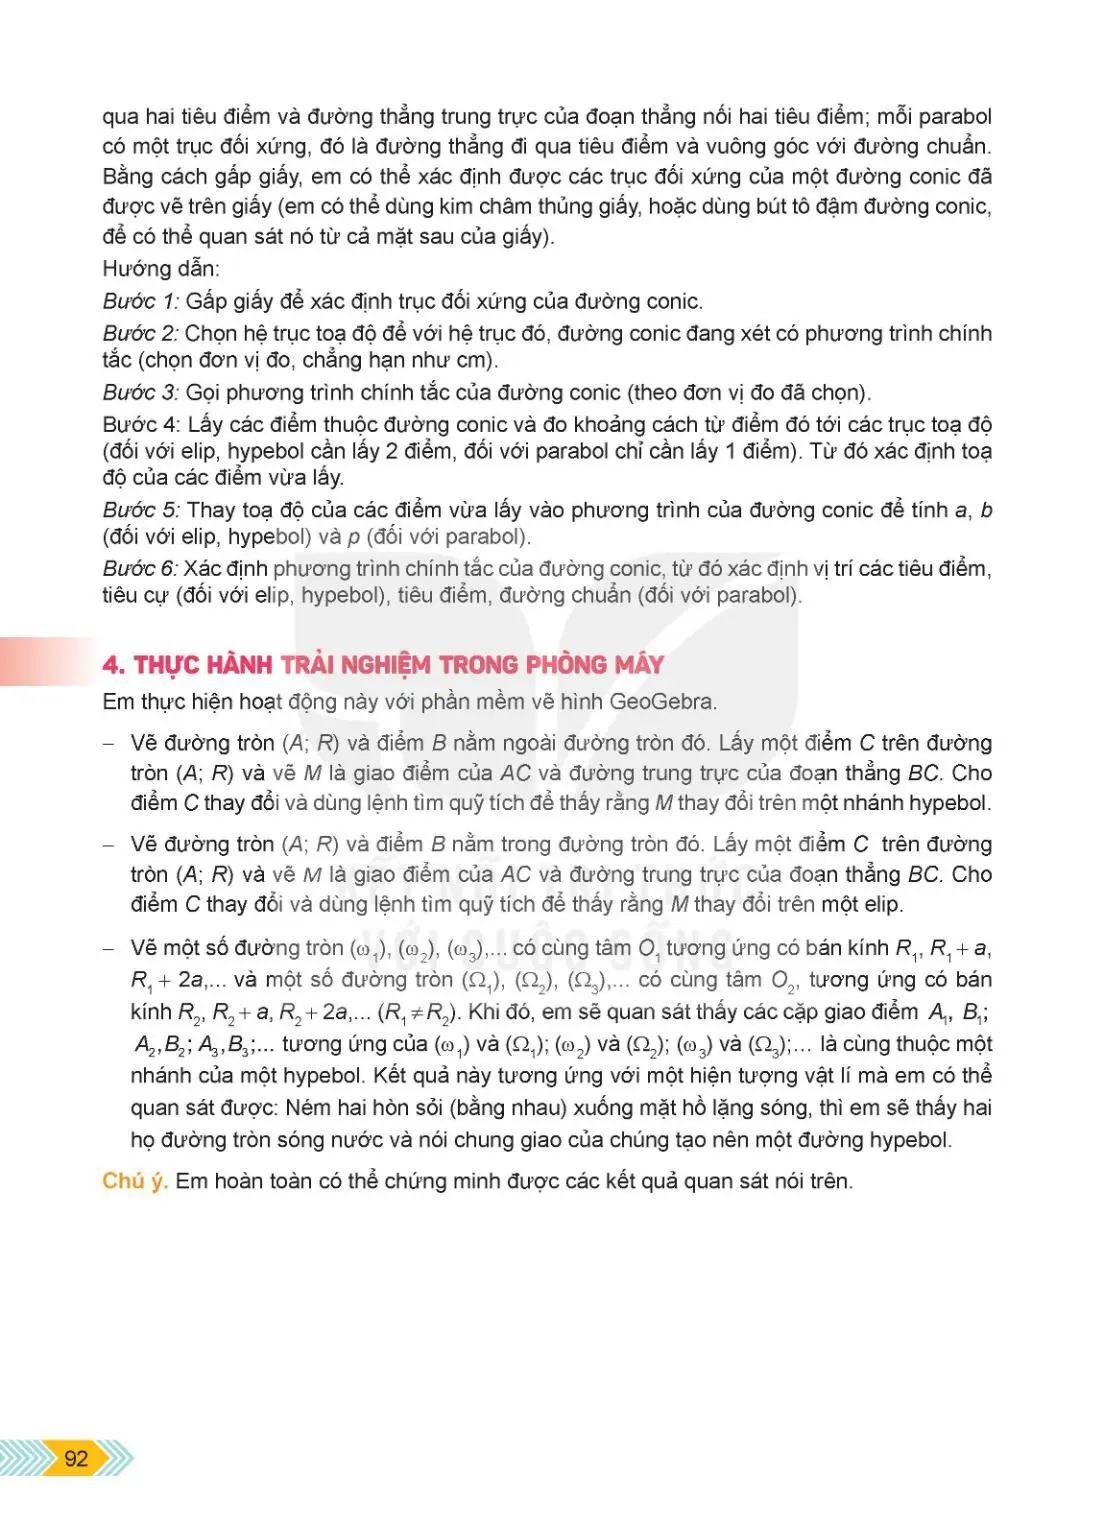 qua hai tiêu điểm và đường thẳng trung trực của đoạn thẳng nối hai tiêu điểm; mỗi parabol
có một trục đối xứng, đó là đường thẳng đi qua tiêu điểm và vuông góc với đường chuẩn.
Bằng cách gấp giấy, em có thể xác định được các trục đối xứng của một đường conic đã
được vẽ trên giấy (em có thể dùng kim châm thủng giấy, hoặc dùng bút tô đậm đường conic,
để có thể quan sát nó từ cả mặt sau của giấy).
Hướng dẫn:
Bước 1: Gấp giấy để xác định trục đối xứng của đường conic.
Bước 2: Chọn hệ trục toạ độ để với hệ trục đó, đường conic đang xét có phương trình chính
tắc (chọn đơn vị đo, chẳng hạn như cm).
Bước 3: Gọi phương trình chính tắc của đường conic (theo đơn vị đo đã chọn).
Bước 4: Lấy các điểm thuộc đường conic và đo khoảng cách từ điểm đó tới các trục toạ độ
(đối với elip, hypebol cần lấy 2 điểm, đối với parabol chỉ cần lấy 1 điểm). Từ đó xác định toạ
độ của các điểm vừa lấy.
Bước 5: Thay toạ độ của các điểm vừa lấy vào phương trình của đường conic để tính a, b
(đối với elip, hypebol) và p (đối với parabol).
Bước 6: Xác định phương trình chính tắc của đường conic, từ đó xác định vị trí các tiêu điểm,
tiêu cự (đối với elip, hypebol), tiêu điểm, đường chuẩn (đối với parabol).
4. THỰC HÀNH TRẢI NGHIỆM TRONG PHÒNG MÁY
Em thực hiện hoạt động này với phần mềm vẽ hình GeoGebra.
– Vẽ đường tròn (A; R) và điểm B nằm ngoài đường tròn đó. Lấy một điểm C trên đường
tròn (A; R) và vẽ M là giao điểm của AC và đường trung trực của đoạn thẳng BC. Cho
điểm C thay đổi và dùng lệnh tìm quỹ tích để thấy rằng M thay đổi trên một nhánh hypebol.
– Vẽ đường tròn (A; R) và điểm B nằm trong đường tròn đó. Lấy một điểm C trên đường
tròn (A; R) và vẽ M là giao điểm của AC và đường trung trực của đoạn thẳng BC. Cho
điểm C thay đổi và dùng lệnh tìm quỹ tích để thấy rằng M thay đổi trên một elip.
– Vẽ một số đường tròn (ω₁), (ω₂), (ω₃),... có cùng tâm O₁ tương ứng có bán kính R₁, R₁ + a,
R₁ + 2a,... và một số đường tròn (Ω₁), (Ω₂), (Ω₃),... có cùng tâm O₂, tương ứng có bán
kính R₂, R₂ + a, R₂ + 2a,... (R₁ ≠ R₂). Khi đó, em sẽ quan sát thấy các cặp giao điểm A₁, B₁;
A₂,B₂; A₃,B₃;... tương ứng của (ω₁) và (Ω₁); (ω₂) và (Ω₂); (ω₃) và (Ω₃);... là cùng thuộc một
nhánh của một hypebol. Kết quả này tương ứng với một hiện tượng vật lí mà em có thể
quan sát được: Ném hai hòn sỏi (bằng nhau) xuống mặt hồ lặng sóng, thì em sẽ thấy hai
họ đường tròn sóng nước và nói chung giao của chúng tạo nên một đường hypebol.
Chú ý. Em hoàn toàn có thể chứng minh được các kết quả quan sát nói trên.
KẾT NỐI TRI THỨC
VỚI CUỘC SỐNG
92